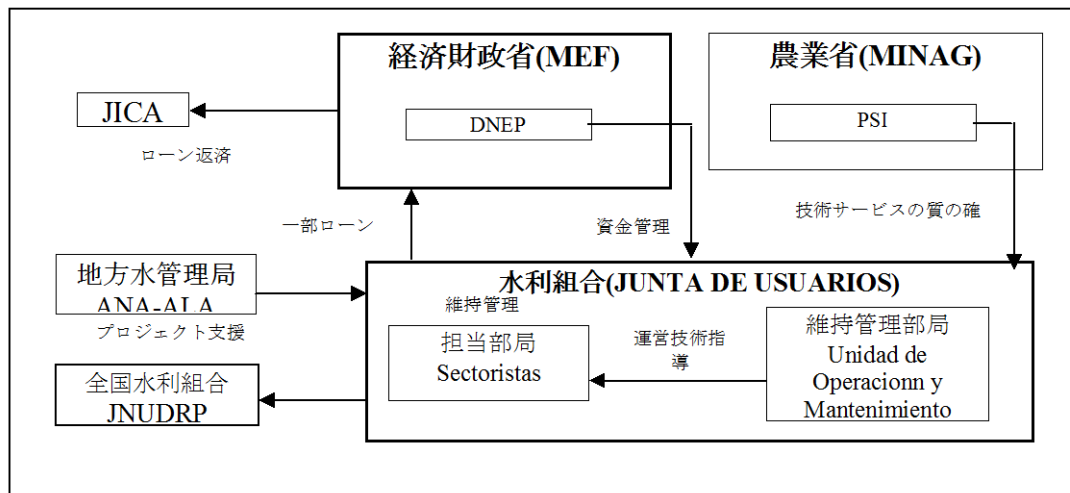 経済財政省(MEF)
農業省(MINAG)
JICA
DNEP
PSI
ローン返済
一部ローン
資金管理
技術サービスの質の確
地方水管理局
ANA-ALA
プロジェクト支援
水利組合(JUNTA DE USUARIOS)
維持管理
担当部局
Sectoristas
運営技術指
導
維持管理部局
Unidad de
Operacionn y
Mantenimiento
全国水利組合
JNUDRP